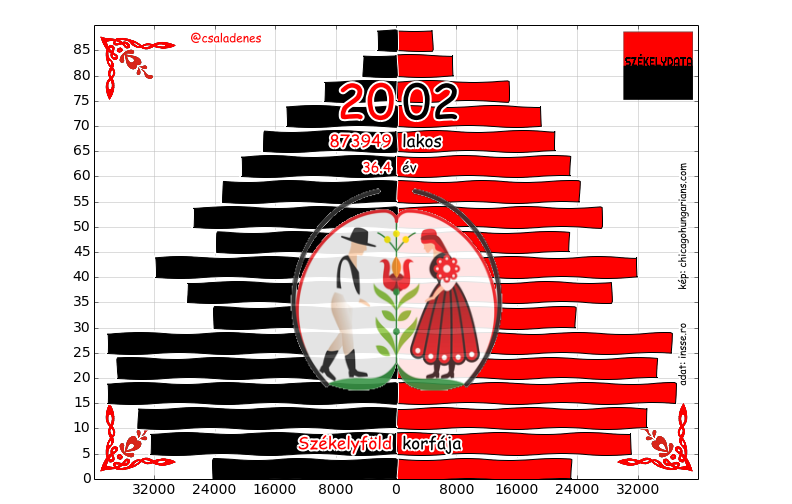 @csaladenes
SZÉKELYDATA
2002
873949 lakos
36.4 év
kép: chicagohungarians.com
adat: insse.ro
Székelyföld korfája
85
80
75
70
65
60
55
50
45
40
35
30
25
20
15
10
5
0
32000 24000 16000 8000 0 8000 16000 24000 32000